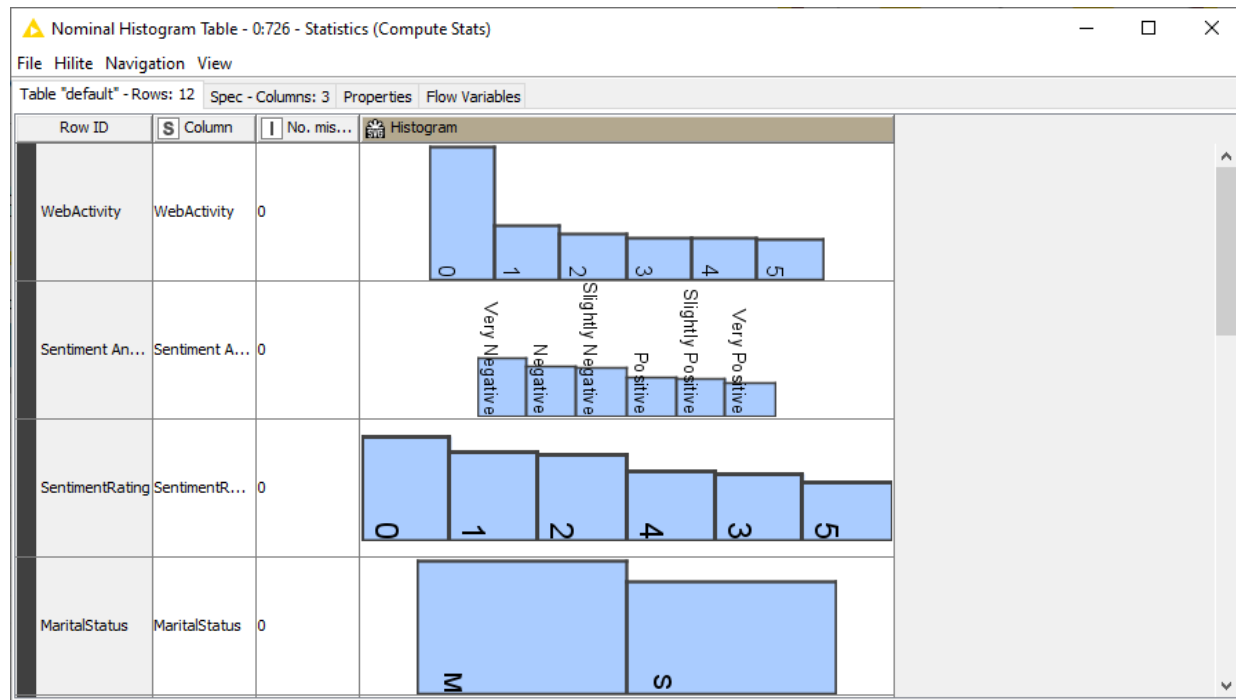 Nominal Histogram Table - 0:726 - Statistics (Compute Stats)
File Hilite Navigation View
Table "default" - Rows: 12 Spec - Columns: 3 Properties Flow Variables
Row ID S Column I No. mis... SVG Histogram
WebActivity WebActivity 0
0 1 2 3 4 5
Sentiment An... Sentiment A... 0
Very Negative
Negative
Slightly Negative
Positive
Slightly Positive
Very Positive
SentimentRating SentimentR... 0
0 1 2 4 3 5
MaritalStatus MaritalStatus 0
M S